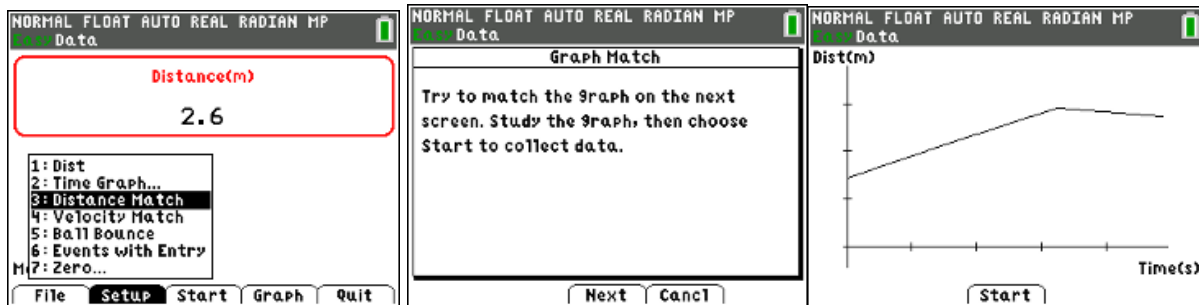 NORMAL FLOAT AUTO REAL RADIAN MP
EasyData
Distance(m)
2.6
1:Dist
2:Time Graph...
3:Distance Match
4:Velocity Match
5:Ball Bounce
6:Events with Entry
7:Zero...
File Setup Start Graph Quit
NORMAL FLOAT AUTO REAL RADIAN MP
EasyData
Graph Match
Try to match the graph on the next
screen. Study the graph, then choose
Start to collect data.
Next Cancl
NORMAL FLOAT AUTO REAL RADIAN MP
EasyData
Dist(m)
Time(s)
Start